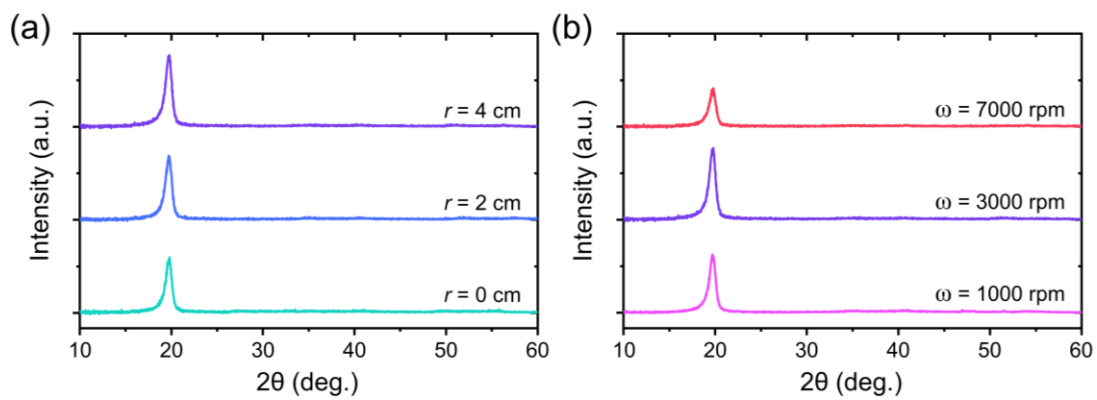 (a)
Intensity (a.u.)
r = 4 cm
r = 2 cm
r = 0 cm
10 20 30 40 50 60
2θ (deg.)
(b)
Intensity (a.u.)
ω = 7000 rpm
ω = 3000 rpm
ω = 1000 rpm
10 20 30 40 50 60
2θ (deg.)